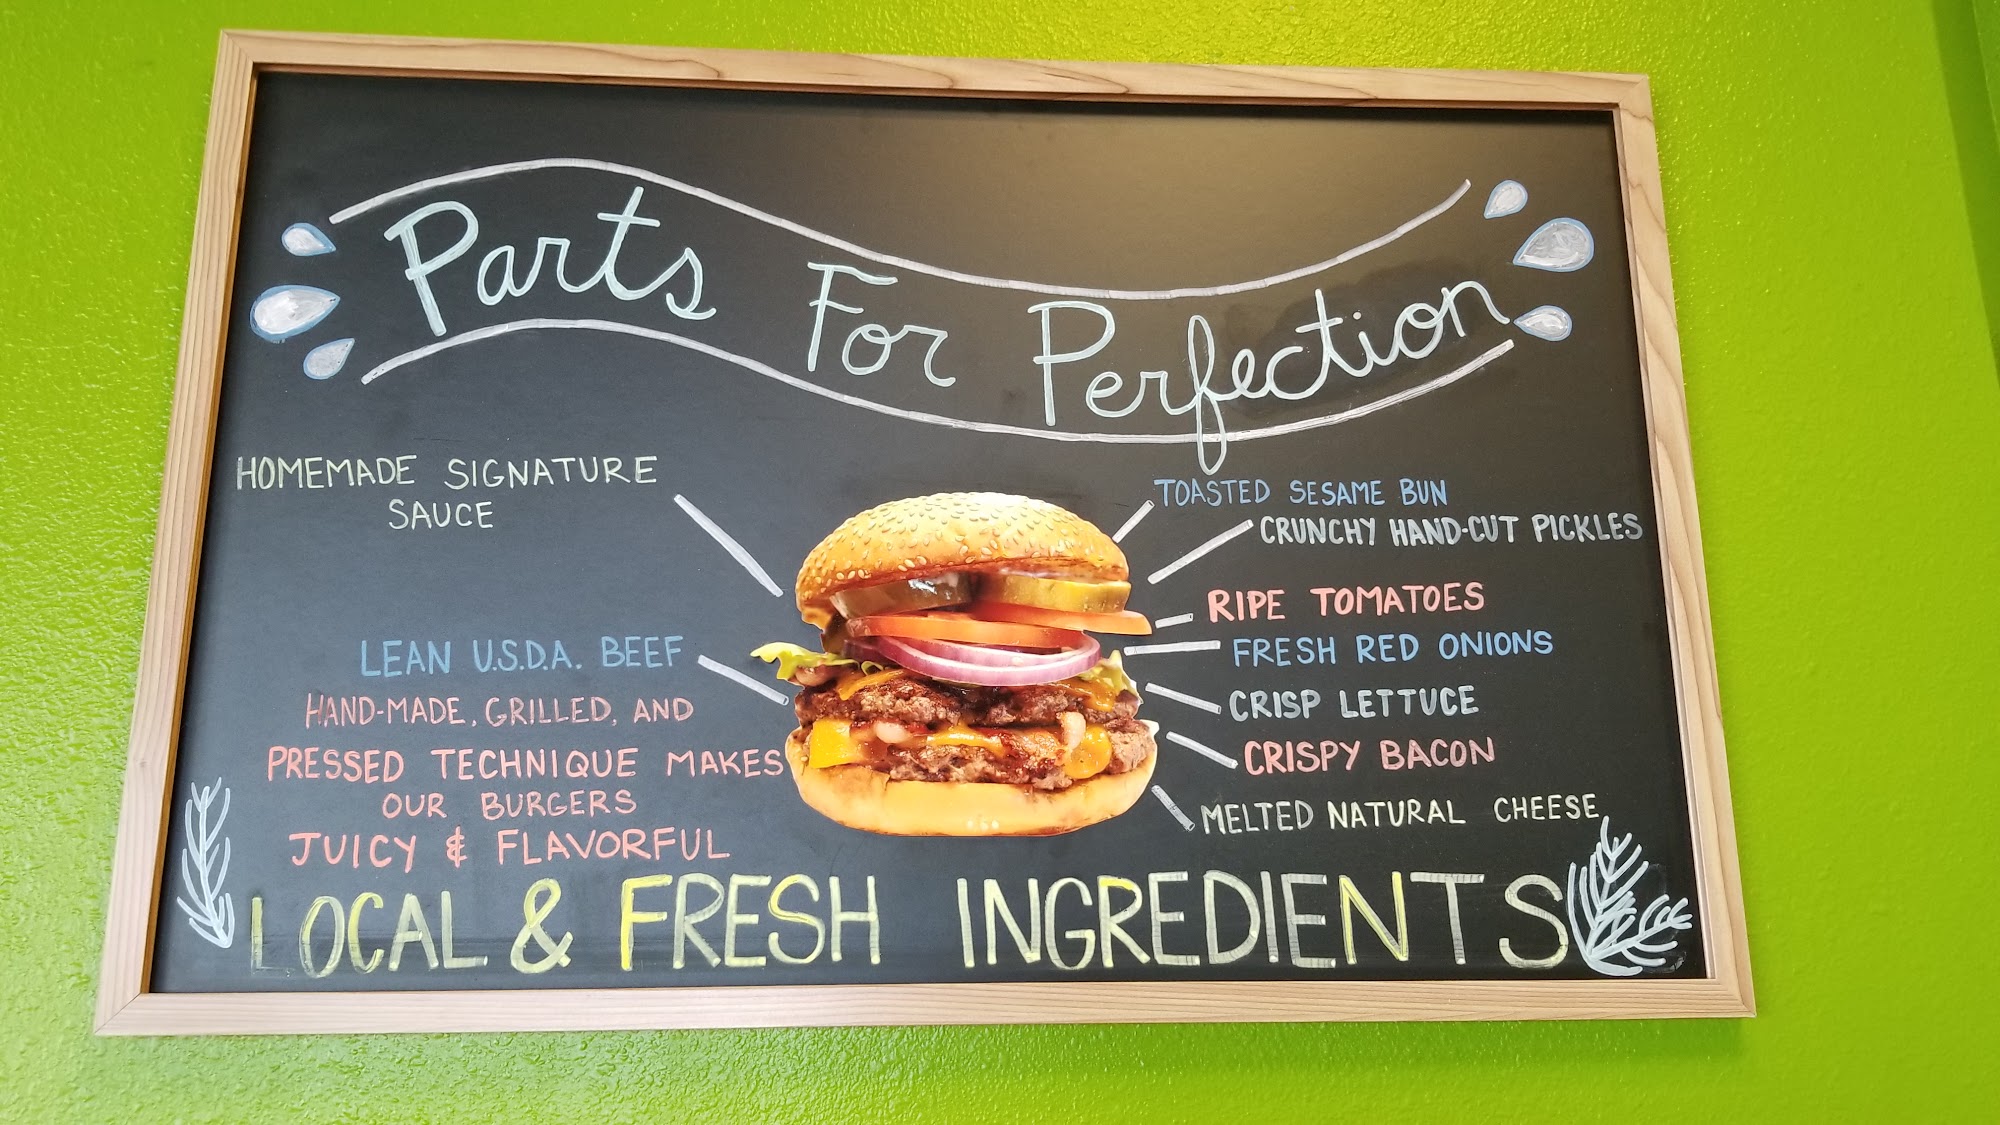 Parts For Perfection
HOMEMADE SIGNATURE
SAUCE
LEAN U.S.D.A. BEEF
HAND-MADE, GRILLED, AND
PRESSED TECHNIQUE MAKES
OUR BURGERS
JUICY & FLAVORFUL
TOASTED SESAME BUN
CRUNCHY HAND-CUT PICKLES
RIPE TOMATOES
FRESH RED ONIONS
CRISP LETTUCE
CRISPY BACON
MELTED NATURAL CHEESE
LOCAL & FRESH INGREDIENTS